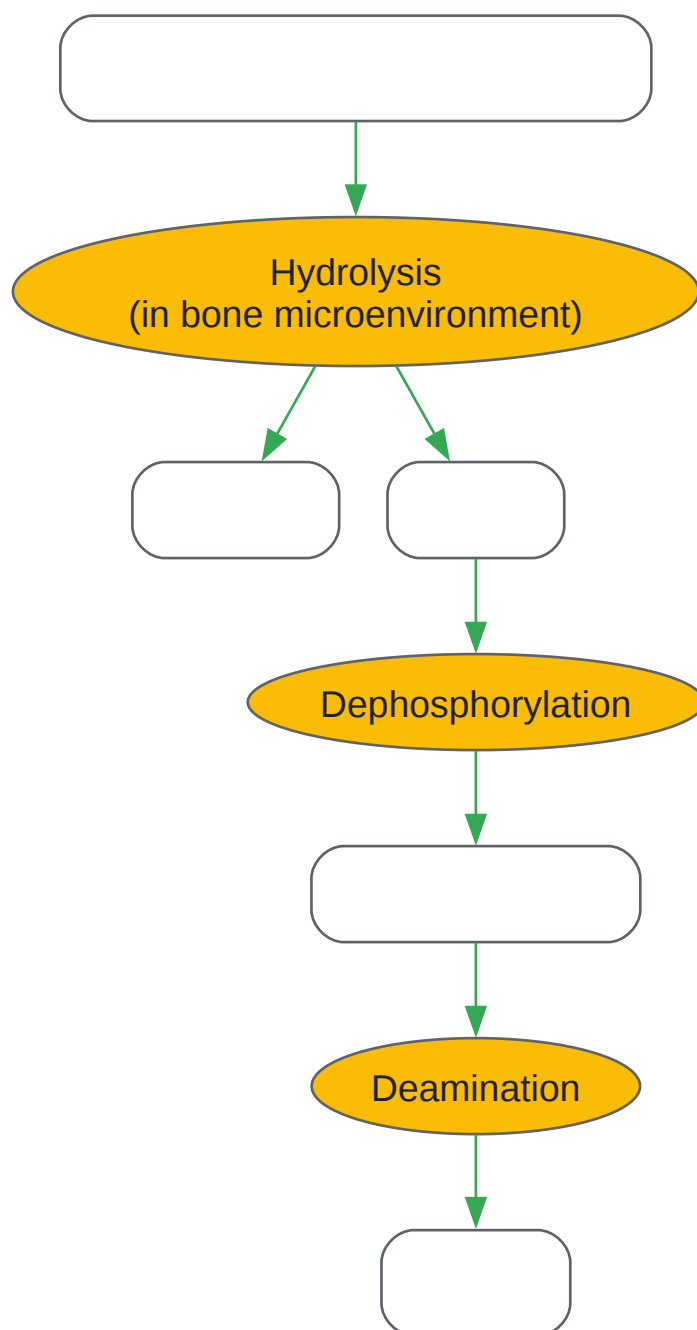 Hydrolysis
(in bone microenvironment)
Dephosphorylation
Deamination